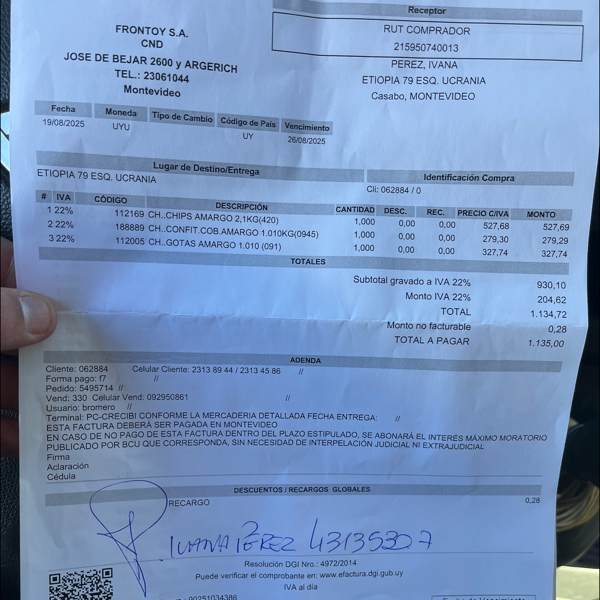 Receptor
FRONTOY S.A.
CND
JOSE DE BEJAR 2600 y ARGERICH
TEL.: 23061044
Montevideo
RUT COMPRADOR
215950740013
PEREZ, IVANA
ETIOPIA 79 ESQ. UCRANIA
Casabo, MONTEVIDEO
Fecha Moneda Tipo de Cambio Código de País Vencimiento
19/08/2025 UYU UY 26/08/2025
Lugar de Destino/Entrega Identificación Compra
ETIOPIA 79 ESQ. UCRANIA Cli: 062884 / 0
# IVA CÓDIGO DESCRIPCIÓN CANTIDAD DESC. REC. PRECIO C/IVA MONTO
1 22% 112169 CH..CHIPS AMARGO 2,1KG(420) 1,000 0,00 0,00 527,68 527,69
2 22% 188889 CH..CONFIT.COB.AMARGO 1.010KG(0945) 1,000 0,00 0,00 279,30 279,29
3 22% 112005 CH..GOTAS AMARGO 1.010 (091) 1,000 0,00 0,00 327,74 327,74
TOTALES
Subtotal gravado a IVA 22% 930,10
Monto IVA 22% 204,62
TOTAL 1.134,72
Monto no facturable 0,28
TOTAL A PAGAR 1.135,00
ADENDA
Cliente: 062884 Celular Cliente: 2313 89 44 / 2313 45 86 //
Forma pago: f7 //
Pedido: 5495714 //
Vend: 330 Celular Vend: 092950861 //
Usuario: bromero //
Terminal: PC-CRECIBI CONFORME LA MERCADERIA DETALLADA FECHA ENTREGA: //
ESTA FACTURA DEBERÁ SER PAGADA EN MONTEVIDEO
EN CASO DE NO PAGO DE ESTA FACTURA DENTRO DEL PLAZO ESTIPULADO, SE ABONARÁ EL INTERÉS MÁXIMO MORATORIO
PUBLICADO POR BCU QUE CORRESPONDA, SIN NECESIDAD DE INTERPELACIÓN JUDICIAL NI EXTRAJUDICIAL
Firma
Aclaración
Cédula
DESCUENTOS / RECARGOS GLOBALES
RECARGO 0,28
IVANA PEREZ 43135307
Resolución DGI Nro.: 4972/2014
Puede verificar el comprobante en: www.efactura.dgi.gub.uy
IVA al día
90251034386
Fecha de Vencimiento